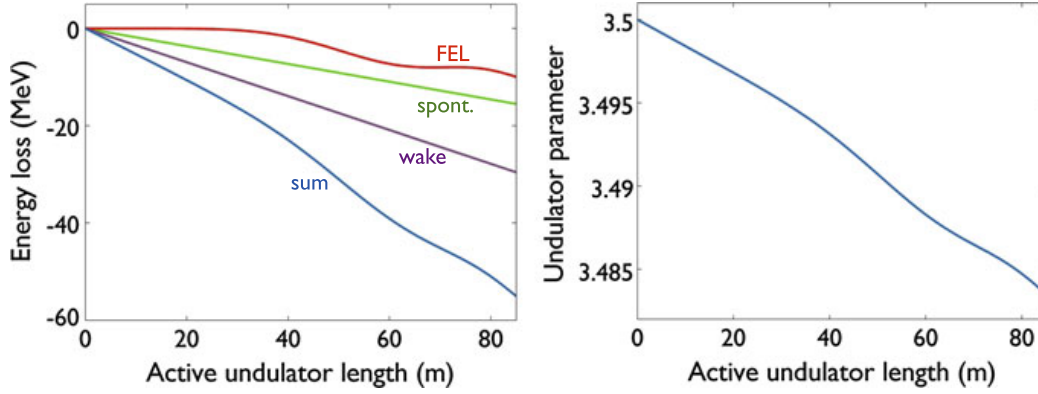 0
-20
-40
-60
Energy loss (MeV)
FEL
spont.
wake
sum
0 20 40 60 80
Active undulator length (m)
3.5
3.495
3.49
3.485
Undulator parameter
0 20 40 60 80
Active undulator length (m)